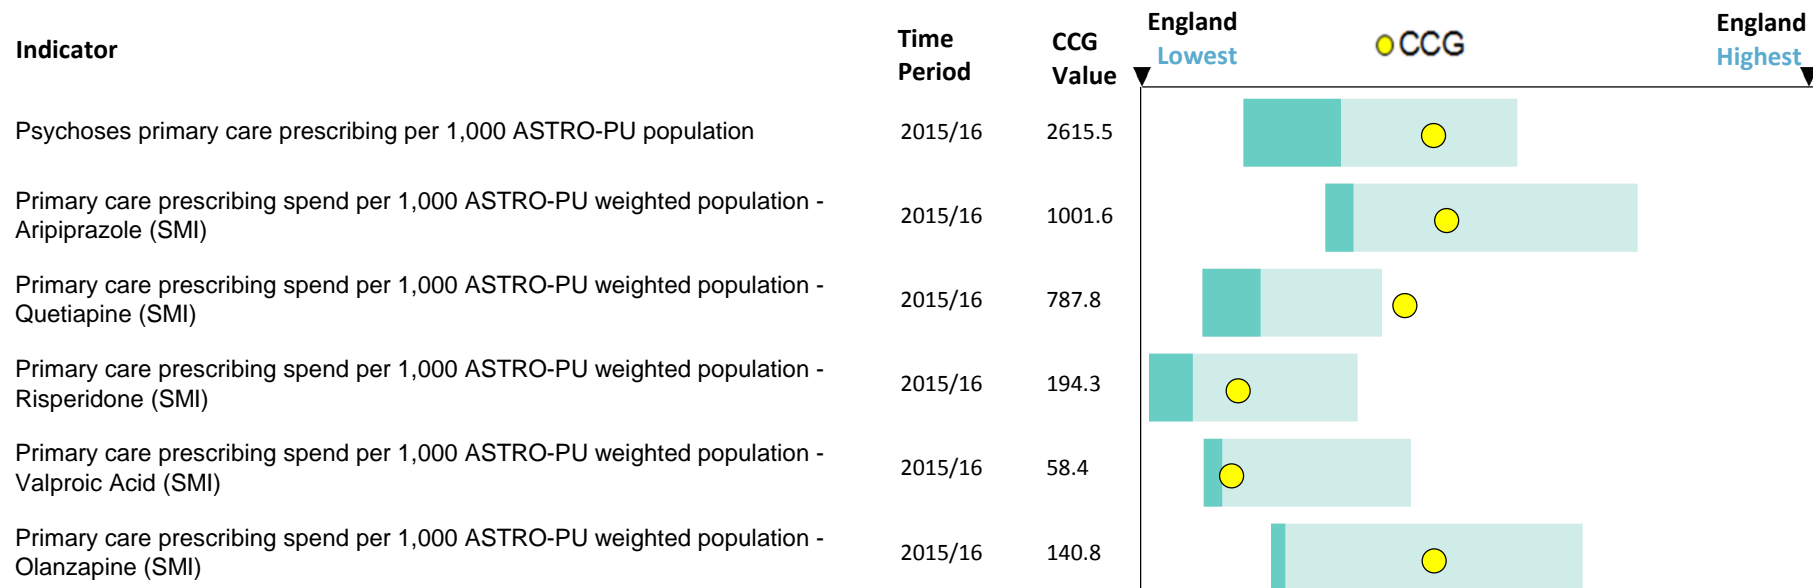 Indicator
Time
Period
CCG
Value
England
Lowest
CCG
England
Highest
Psychoses primary care prescribing per 1,000 ASTRO-PU population 2015/16 2615.5
Primary care prescribing spend per 1,000 ASTRO-PU weighted population -
Aripiprazole (SMI)
2015/16 1001.6
Primary care prescribing spend per 1,000 ASTRO-PU weighted population -
Quetiapine (SMI)
2015/16 787.8
Primary care prescribing spend per 1,000 ASTRO-PU weighted population -
Risperidone (SMI)
2015/16 194.3
Primary care prescribing spend per 1,000 ASTRO-PU weighted population -
Valproic Acid (SMI)
2015/16 58.4
Primary care prescribing spend per 1,000 ASTRO-PU weighted population -
Olanzapine (SMI)
2015/16 140.8